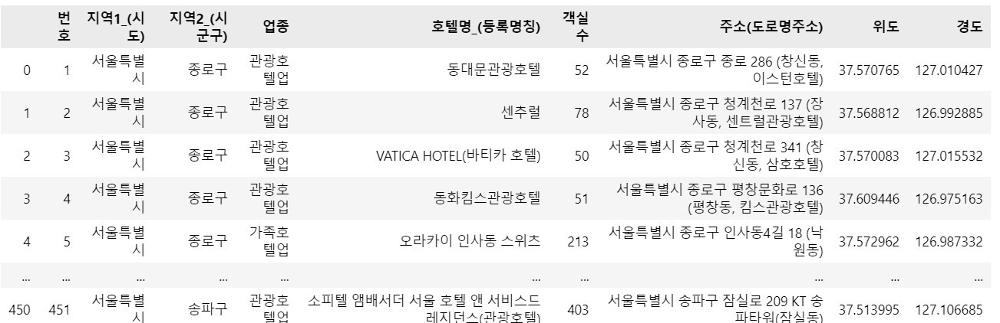 번호 지역1_(시도) 지역2_(시군구) 업종 호텔명_(등록명칭) 객실수 주소(도로명주소) 위도 경도
0 1 서울특별시 종로구 관광호텔업 동대문관광호텔 52 서울특별시 종로구 종로 286 (창신동, 이스턴호텔) 37.570765 127.010427
1 2 서울특별시 종로구 관광호텔업 센추럴 78 서울특별시 종로구 청계천로 137 (장사동, 센트럴관광호텔) 37.568812 126.992885
2 3 서울특별시 종로구 관광호텔업 VATICA HOTEL(바티카 호텔) 50 서울특별시 종로구 청계천로 341 (창신동, 삼호호텔) 37.570083 127.015532
3 4 서울특별시 종로구 관광호텔업 동화킴스관광호텔 51 서울특별시 종로구 평창문화로 136 (평창동, 킴스관광호텔) 37.609446 126.975163
4 5 서울특별시 종로구 가족호텔업 오라카이 인사동 스위츠 213 서울특별시 종로구 인사동4길 18 (낙원동) 37.572962 126.987332
... ... ... ... ... ... ... ... ... ...
450 451 서울특별시 송파구 관광호텔업 소피텔 앰배서더 서울 호텔 앤 서비스드 레지던스(관광호텔) 403 서울특별시 송파구 잠실로 209 KT 송파타워(잠실동) 37.513995 127.106685